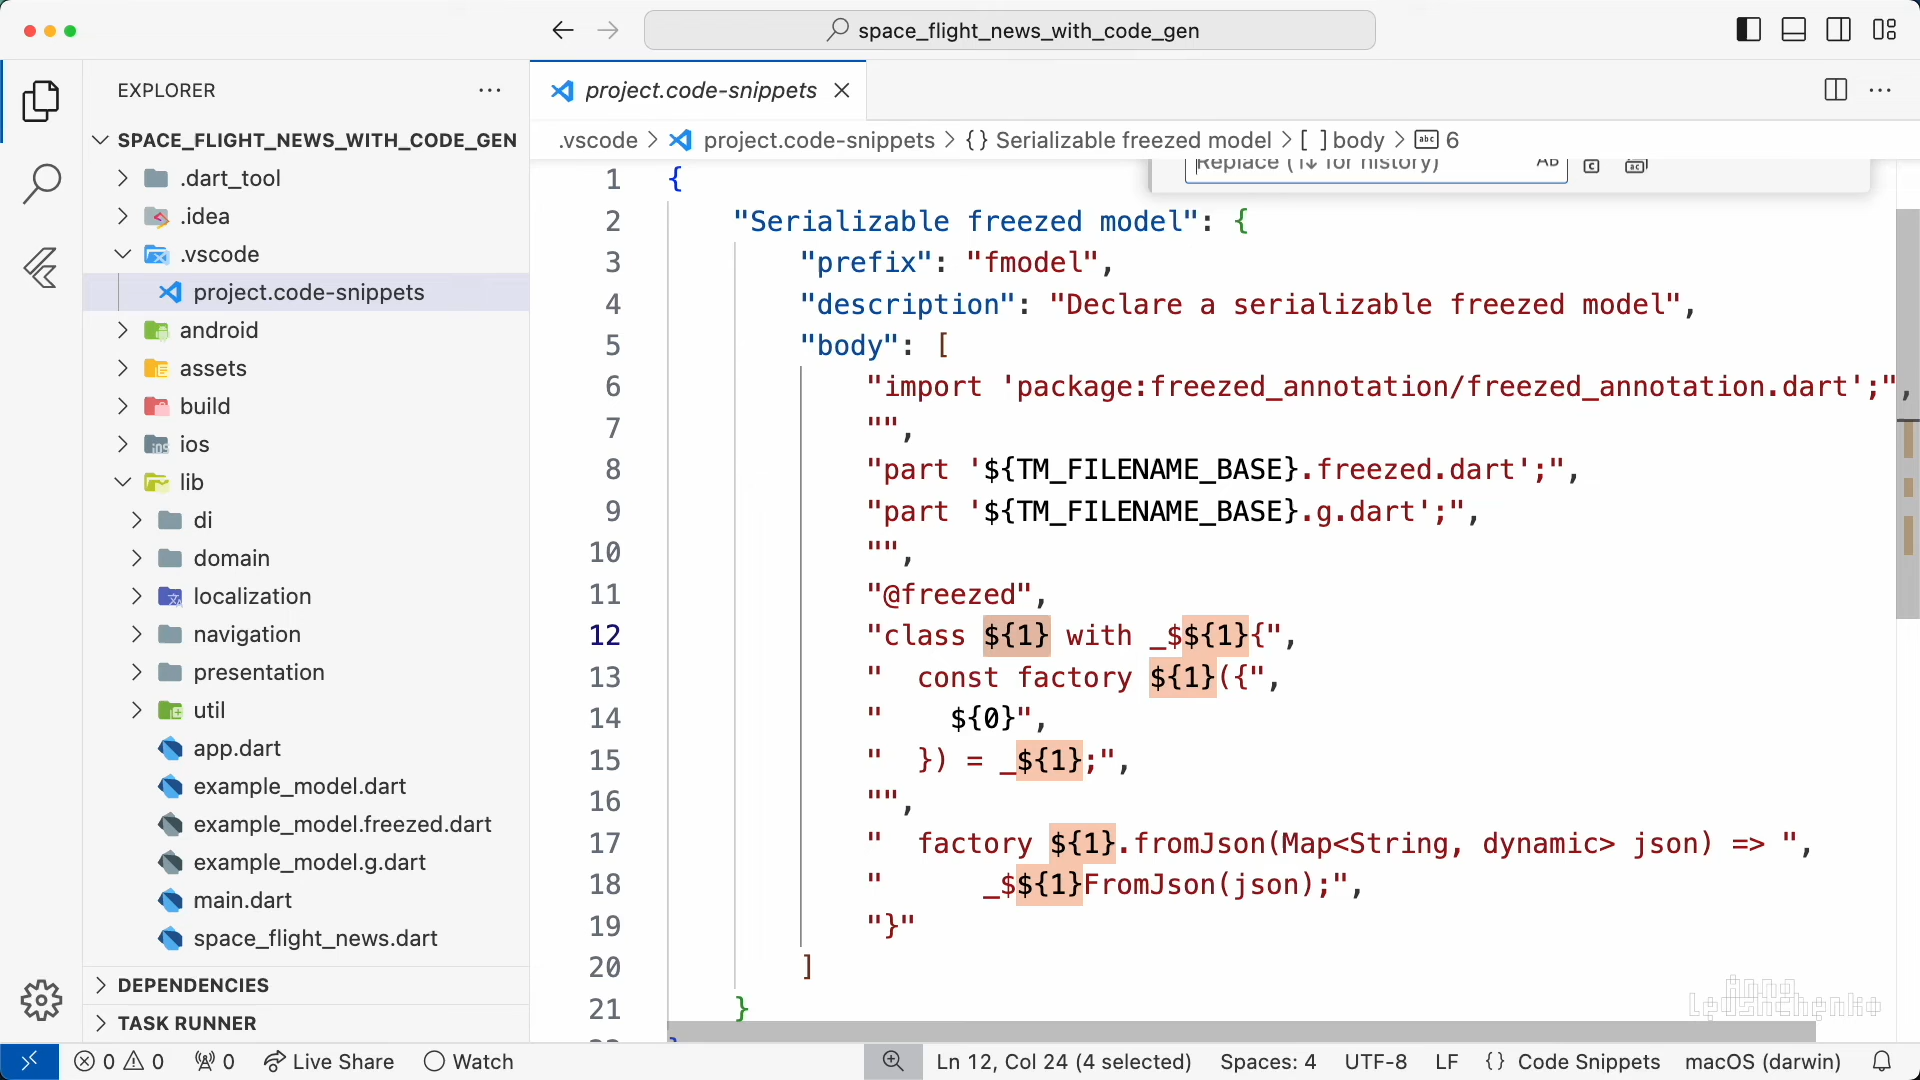 space_flight_news_with_code_gen
EXPLORER
project.code-snippets
SPACE_FLIGHT_NEWS_WITH_CODE_GEN
.vscode > project.code-snippets > {} Serializable freezed model > [ ] body > abc 6
Replace (↑↓ for history)
AB
.dart_tool
.idea
.vscode
project.code-snippets
android
assets
build
ios
lib
di
domain
localization
navigation
presentation
util
app.dart
example_model.dart
example_model.freezed.dart
example_model.g.dart
main.dart
space_flight_news.dart
DEPENDENCIES
TASK RUNNER
1 {
2 "Serializable freezed model": {
3 "prefix": "fmodel",
4 "description": "Declare a serializable freezed model",
5 "body": [
6 "import 'package:freezed_annotation/freezed_annotation.dart';",
7 "",
8 "part '${TM_FILENAME_BASE}.freezed.dart';",
9 "part '${TM_FILENAME_BASE}.g.dart';",
10 "",
11 "@freezed",
12 "class ${1} with _$${1}{",
13 "  const factory ${1}({",
14 "    ${0}",
15 "  }) = _${1};",
16 "",
17 "  factory ${1}.fromJson(Map<String, dynamic> json) => ",
18 "      _$${1}FromJson(json);",
19 "}"
20 ]
21 }
Anna Leushchenko
0 0 0 Live Share Watch
Ln 12, Col 24 (4 selected) Spaces: 4 UTF-8 LF {} Code Snippets macOS (darwin)